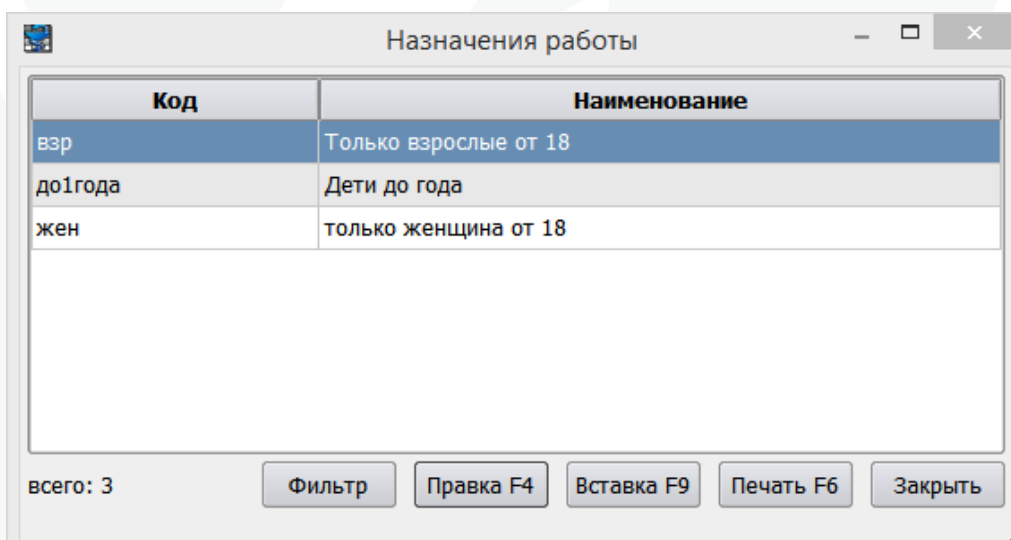 Назначения работы
Код Наименование
взр Только взрослые от 18
до1года Дети до года
жен только женщина от 18
всего: 3 Фильтр Правка F4 Вставка F9 Печать F6 Закрыть